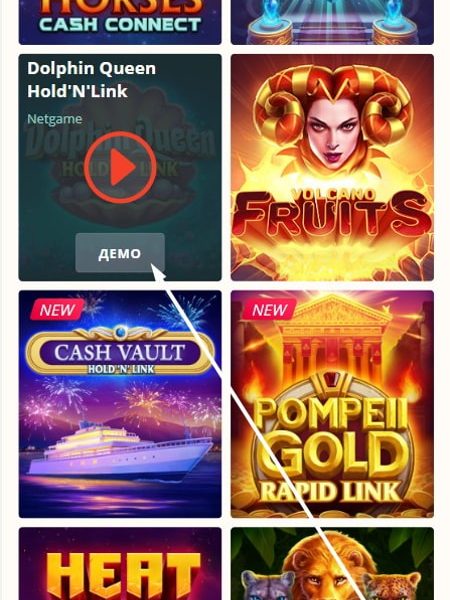 HORSES
CASH CONNECT
Dolphin Queen
Hold'N'Link
Netgame
Dolphin Queen
HOLD'N'LINK
ДЕМО
VOLCANO
FRUITS
NEW
CASH VAULT
HOLD'N'LINK
NEW
POMPEII
GOLD
RAPID LINK
HEAT